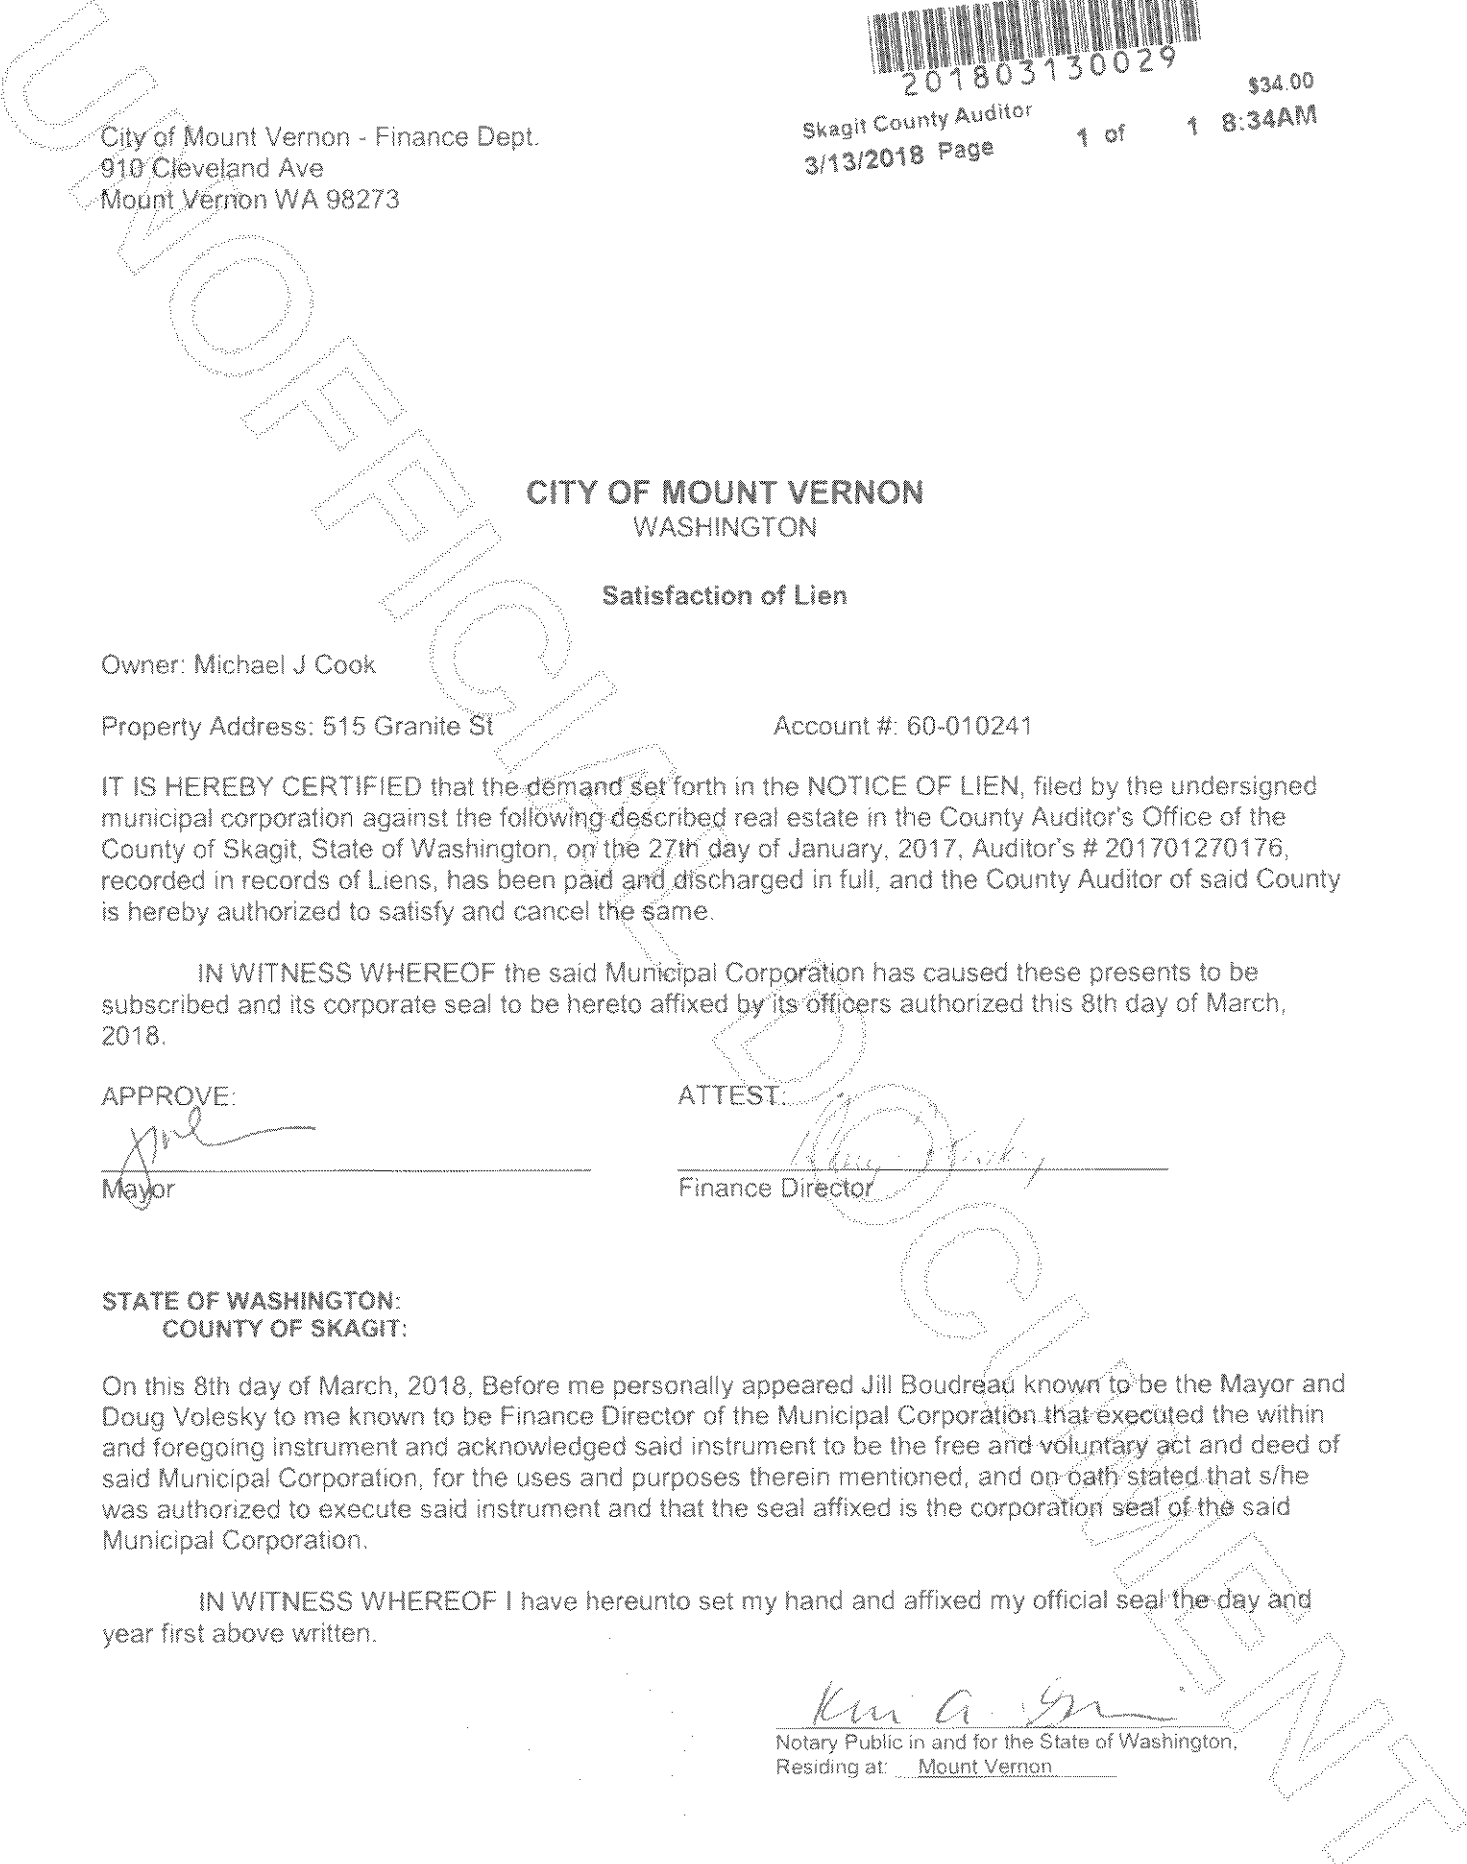 201803130029
$34.00
Skagit County Auditor
3/13/2018 Page 1 of 1 8:34AM
City of Mount Vernon - Finance Dept.
910 Cleveland Ave
Mount Vernon WA 98273
UNOFFICIAL DOCUMENT
CITY OF MOUNT VERNON
WASHINGTON
Satisfaction of Lien
Owner: Michael J Cook
Property Address: 515 Granite St Account #: 60-010241
IT IS HEREBY CERTIFIED that the demand set forth in the NOTICE OF LIEN, filed by the undersigned
municipal corporation against the following described real estate in the County Auditor's Office of the
County of Skagit, State of Washington, on the 27th day of January, 2017, Auditor's # 201701270176,
recorded in records of Liens, has been paid and discharged in full, and the County Auditor of said County
is hereby authorized to satisfy and cancel the same.
IN WITNESS WHEREOF the said Municipal Corporation has caused these presents to be
subscribed and its corporate seal to be hereto affixed by its officers authorized this 8th day of March,
2018.
APPROVE: ATTEST:
Mayor Finance Director
STATE OF WASHINGTON:
COUNTY OF SKAGIT:
On this 8th day of March, 2018, Before me personally appeared Jill Boudreau known to be the Mayor and
Doug Volesky to me known to be Finance Director of the Municipal Corporation that executed the within
and foregoing instrument and acknowledged said instrument to be the free and voluntary act and deed of
said Municipal Corporation, for the uses and purposes therein mentioned, and on oath stated that s/he
was authorized to execute said instrument and that the seal affixed is the corporation seal of the said
Municipal Corporation.
IN WITNESS WHEREOF I have hereunto set my hand and affixed my official seal the day and
year first above written.
Notary Public in and for the State of Washington,
Residing at: Mount Vernon